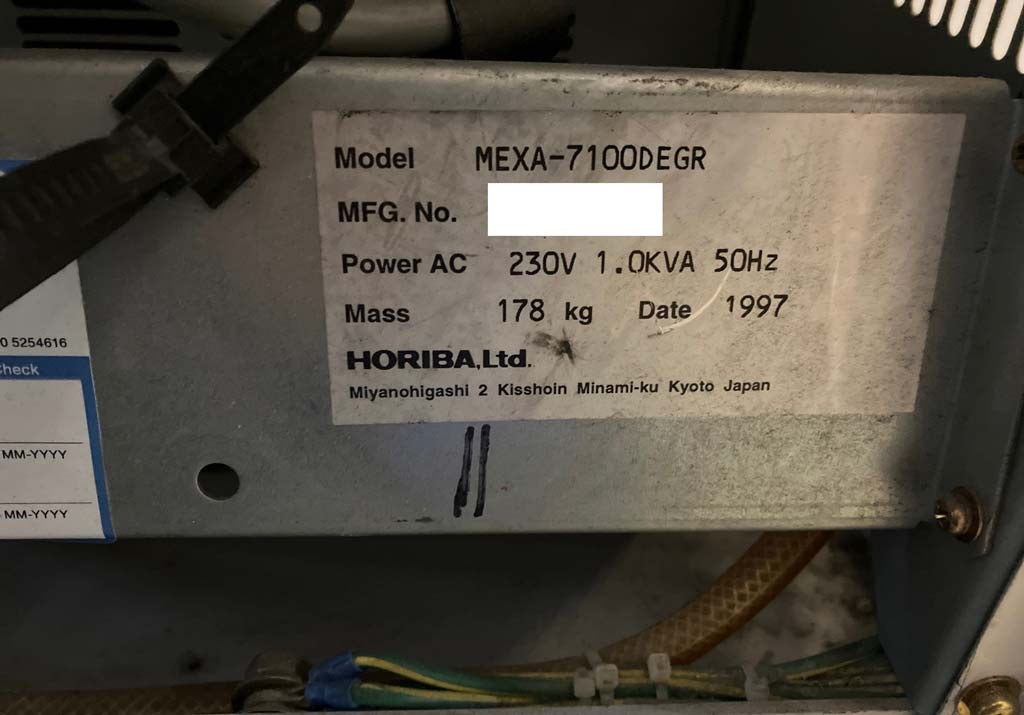 Model MEXA-7100DEGR
MFG. No.
Power AC 230V 1.0KVA 50Hz
Mass 178 kg Date 1997
HORIBA,Ltd.
Miyanohigashi 2 Kisshoin Minami-ku Kyoto Japan
0 5254616
Check
MM-YYYY
MM-YYYY